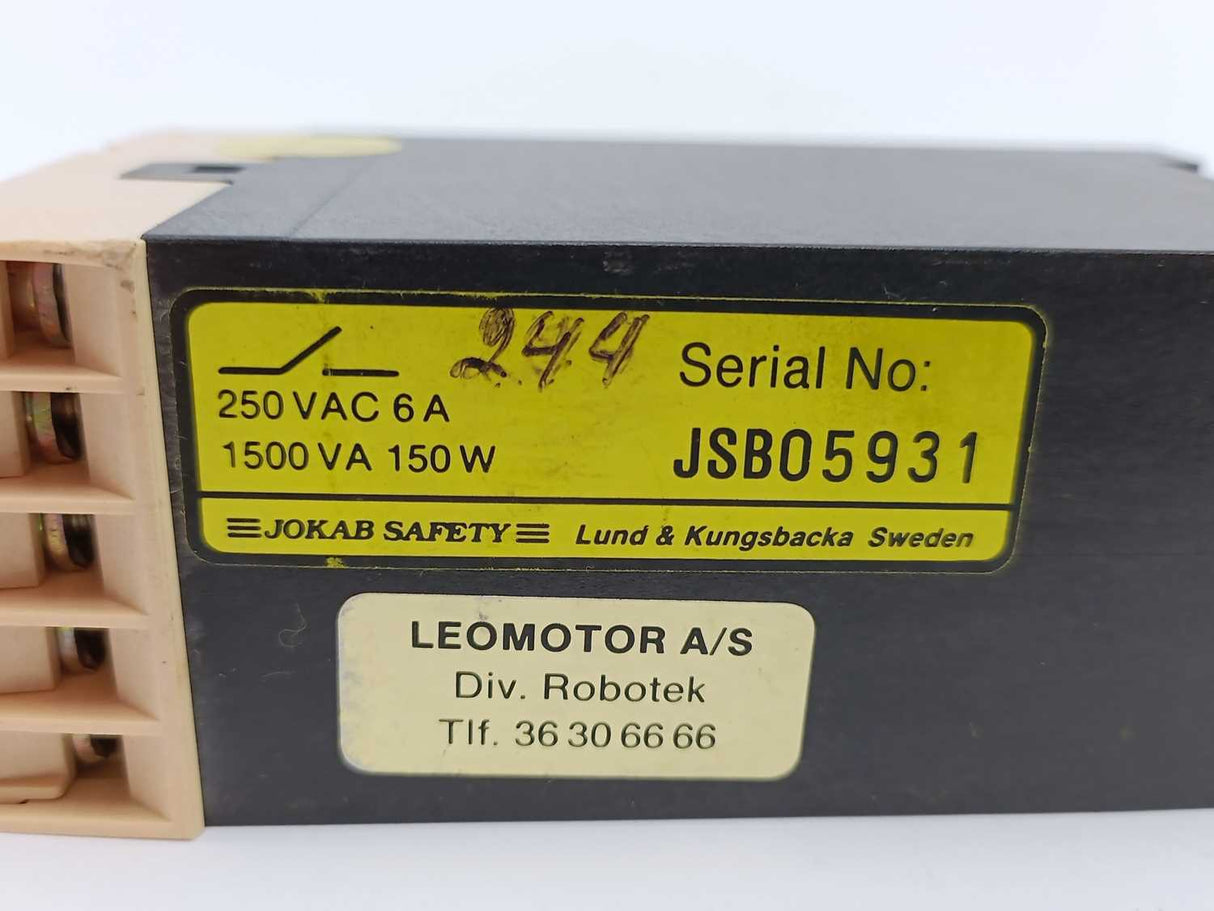 244 Serial No:
250 VAC 6 A
1500 VA 150 W JSB05931
JOKAB SAFETY Lund & Kungsbacka Sweden
LEOMOTOR A/S
Div. Robotek
Tlf. 36 30 66 66